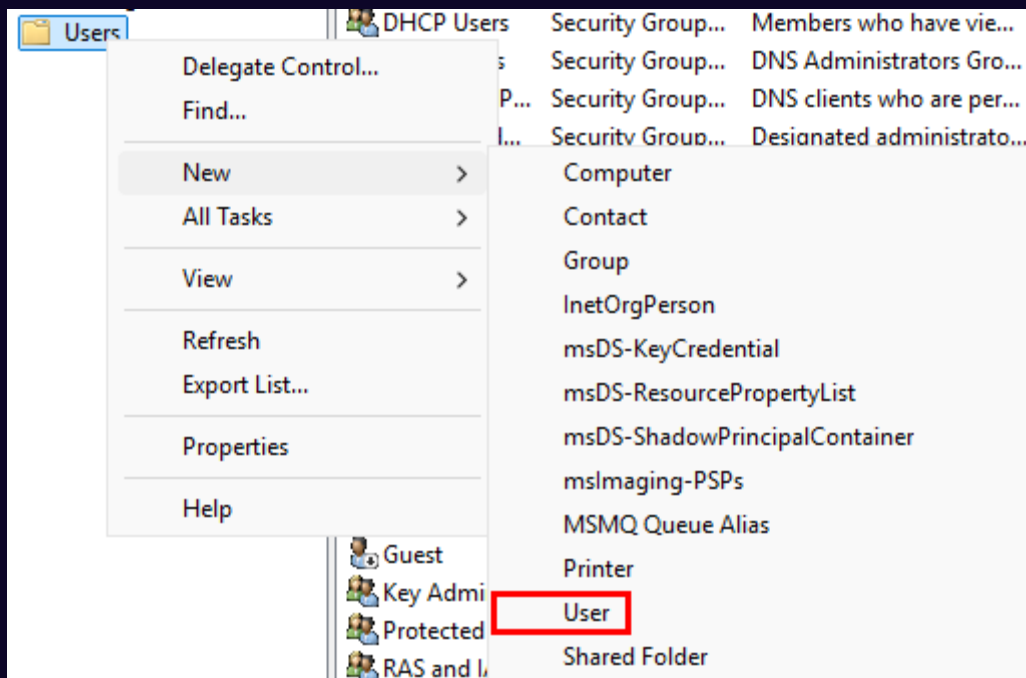 Users
DHCP Users Security Group... Members who have vie...
Security Group... DNS Administrators Gro...
P... Security Group... DNS clients who are per...
Security Group... Designated administrato...
Delegate Control...
Find...
New
All Tasks
View
Refresh
Export List...
Properties
Help
Computer
Contact
Group
InetOrgPerson
msDS-KeyCredential
msDS-ResourcePropertyList
msDS-ShadowPrincipalContainer
msImaging-PSPs
MSMQ Queue Alias
Printer
User
Shared Folder
Guest
Key Admi
Protected
RAS and I